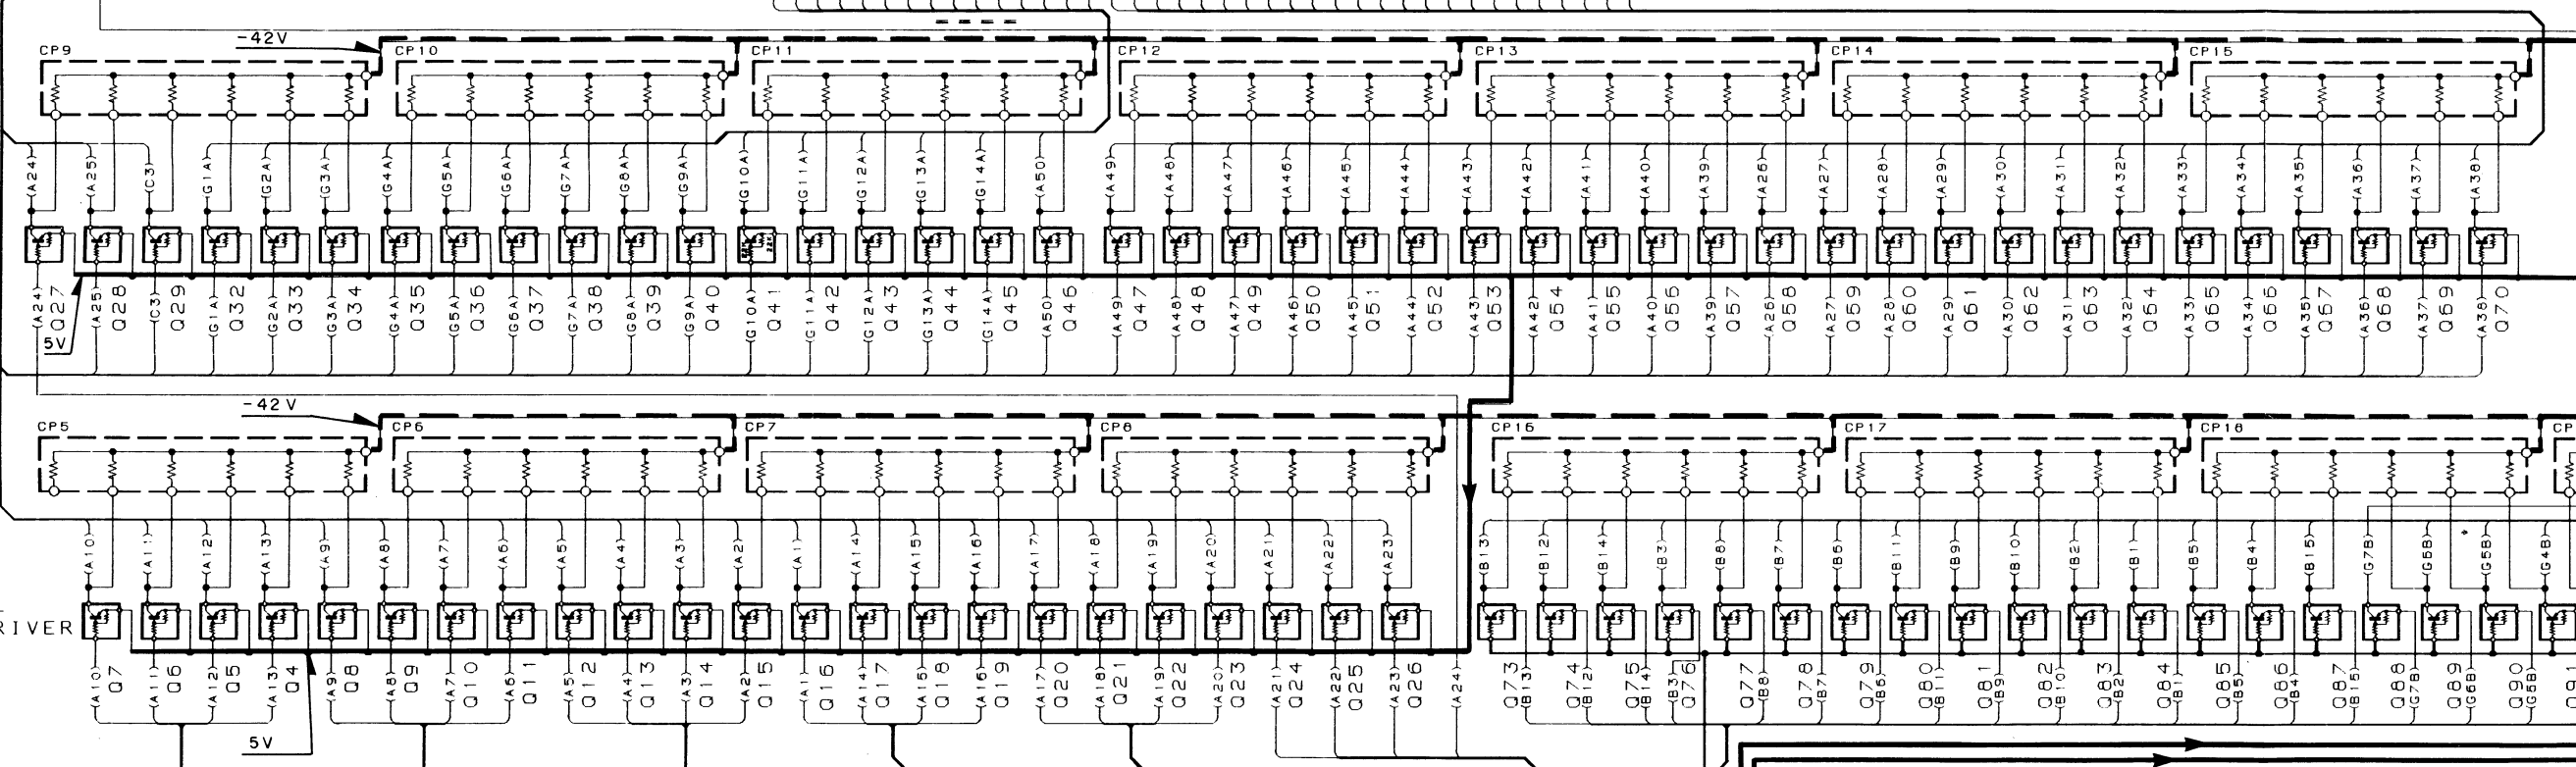 -42V
CP9 CP10 CP11 CP12 CP13 CP14 CP15
(A24) (A25) (C3) (G1A) (G2A) (G3A) (G4A) (G5A) (G6A) (G7A) (G8A) (G9A) (G10A) (G11A) (G12A) (G13A) (G14A) (A50) (A49) (A48) (A47) (A46) (A45) (A44) (A43) (A42) (A41) (A40) (A39) (A26) (A27) (A28) (A29) (A30) (A31) (A32) (A33) (A34) (A35) (A36) (A37) (A38)
(A24) (A25) (C3) (G1A) (G2A) (G3A) (G4A) (G5A) (G6A) (G7A) (G8A) (G9A) (G10A) (G11A) (G12A) (G13A) (G14A) (A50) (A49) (A48) (A47) (A46) (A45) (A44) (A43) (A42) (A41) (A40) (A39) (A26) (A27) (A28) (A29) (A30) (A31) (A32) (A33) (A34) (A35) (A36) (A37) (A38)
Q27 Q28 Q29 Q32 Q33 Q34 Q35 Q36 Q37 Q38 Q39 Q40 Q41 Q42 Q43 Q44 Q45 Q46 Q47 Q48 Q49 Q50 Q51 Q52 Q53 Q54 Q55 Q56 Q57 Q58 Q59 Q60 Q61 Q62 Q63 Q64 Q65 Q66 Q67 Q68 Q69 Q70
5V
-42V
CP5 CP6 CP7 CP8 CP16 CP17 CP18 CP
(A10) (A11) (A12) (A13) (A9) (A8) (A7) (A6) (A5) (A4) (A3) (A2) (A1) (A14) (A15) (A16) (A17) (A18) (A19) (A20) (A21) (A22) (A23) (B13) (B12) (B14) (B3) (B8) (B7) (B6) (B11) (B9) (B10) (B2) (B1) (B5) (B4) (B15) (G7B) (G6B) (G5B) (G4B)
RIVER
(A10) (A11) (A12) (A13) (A9) (A8) (A7) (A6) (A5) (A4) (A3) (A2) (A1) (A14) (A15) (A16) (A17) (A18) (A19) (A20) (A21) (A22) (A23) (A24) (B13) (B12) (B14) (B3) (B8) (B7) (B6) (B11) (B9) (B10) (B2) (B1) (B5) (B4) (B15) (G7B) (G6B) (G5B)
Q7 Q6 Q5 Q4 Q8 Q9 Q10 Q11 Q12 Q13 Q14 Q15 Q16 Q17 Q18 Q19 Q20 Q21 Q22 Q23 Q24 Q25 Q26 Q73 Q74 Q75 Q76 Q77 Q78 Q79 Q80 Q81 Q82 Q83 Q84 Q85 Q86 Q87 Q88 Q89 Q90 Q91
5V